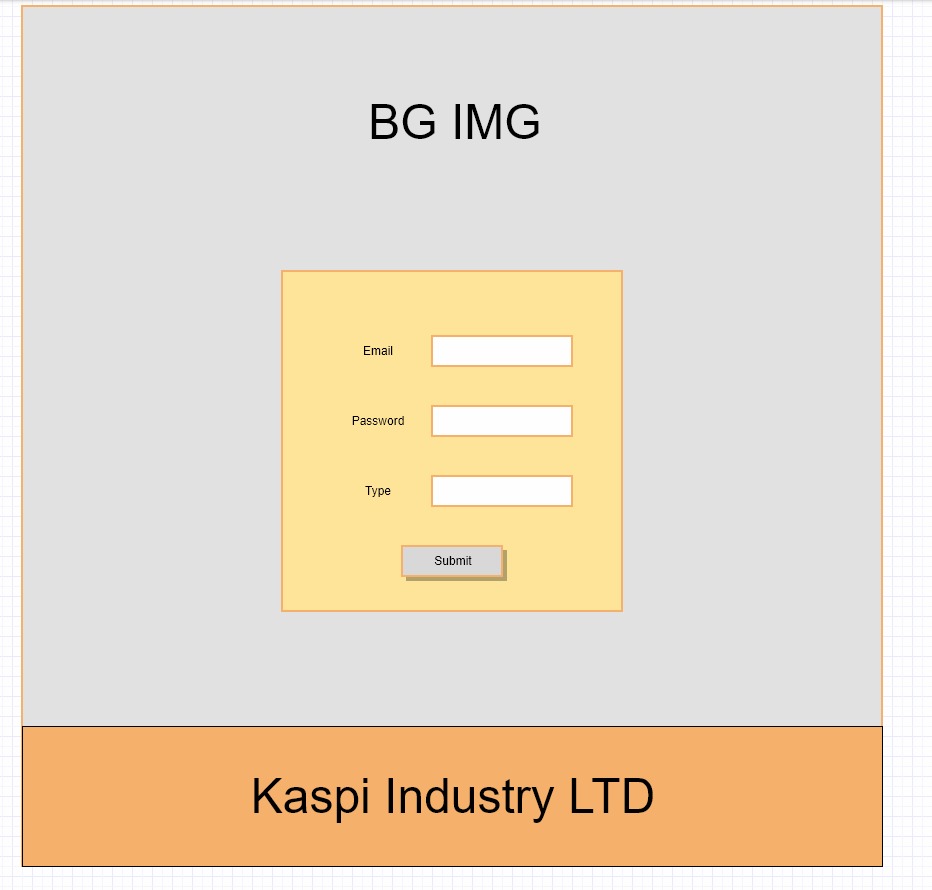 BG IMG
Email
Password
Type
Submit
Kaspi Industry LTD